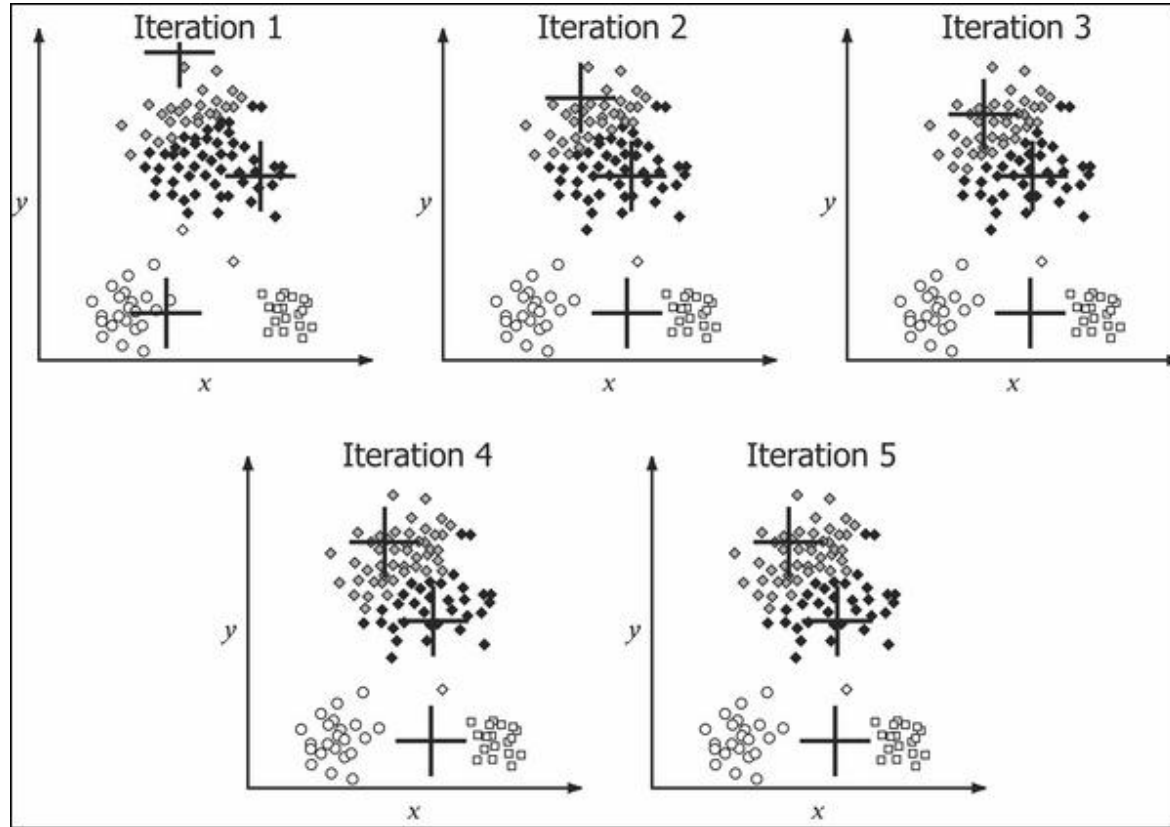 Iteration 1
Iteration 2
Iteration 3
y
y
y
x
x
x
Iteration 4
Iteration 5
y
y
x
x